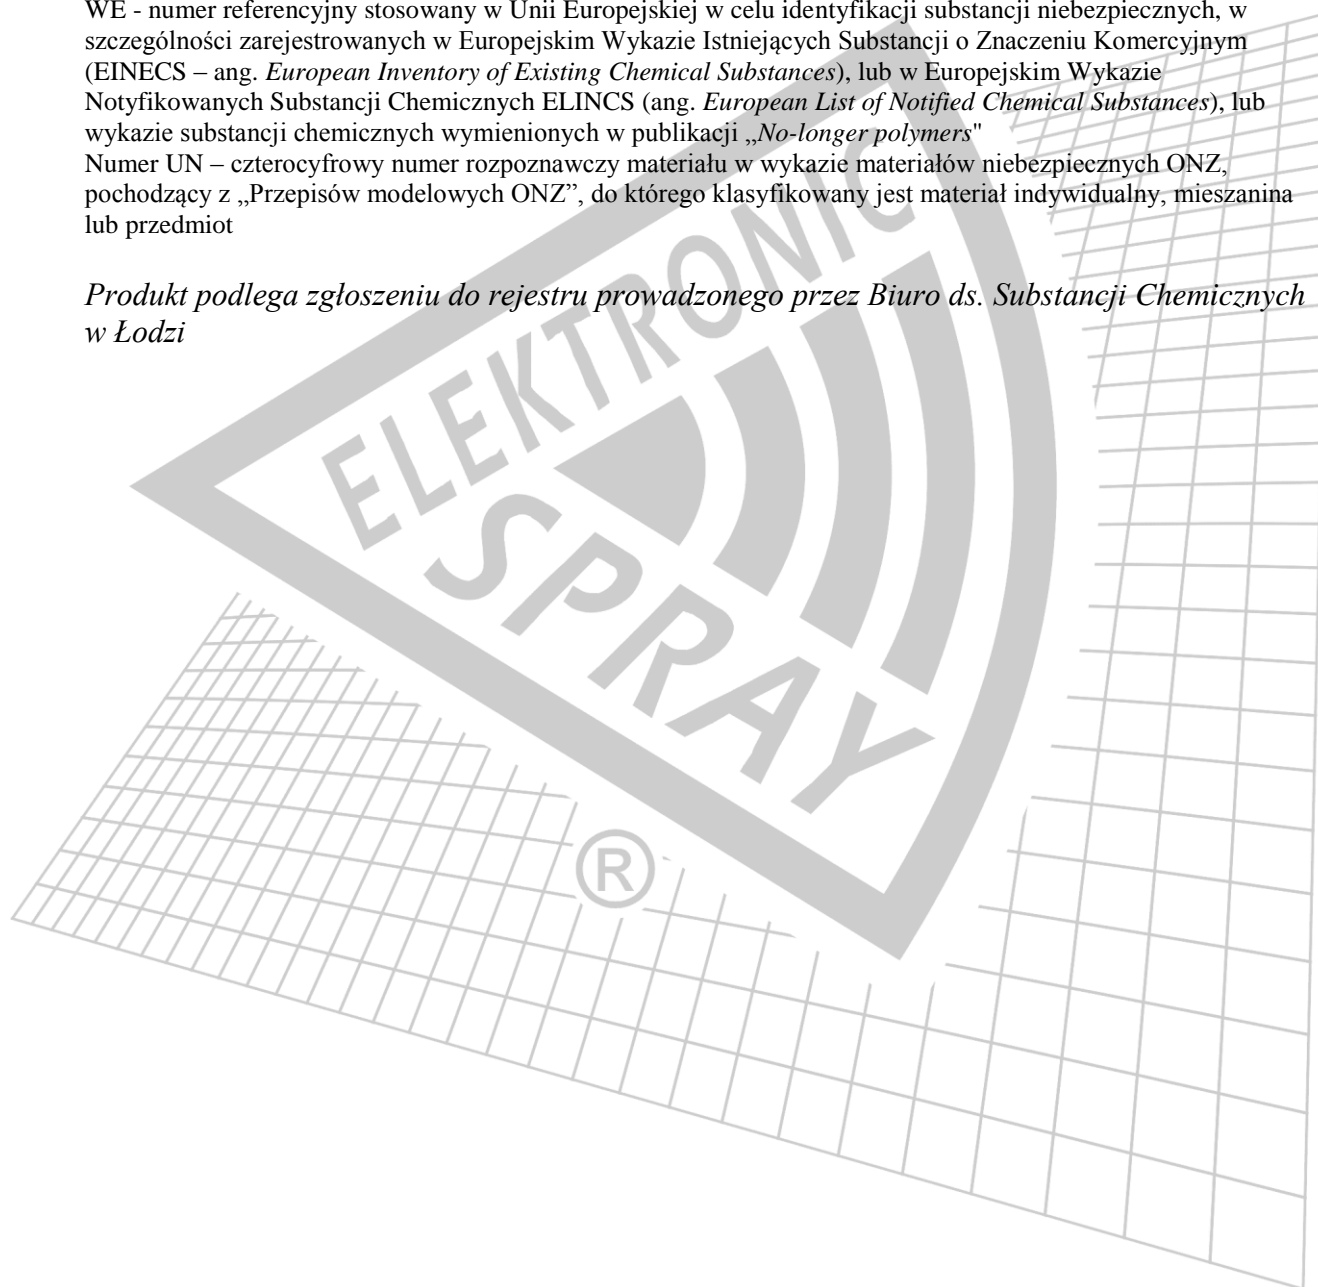 WE - numer referencyjny stosowany w Unii Europejskiej w celu identyfikacji substancji niebezpiecznych, w
szczególności zarejestrowanych w Europejskim Wykazie Istniejących Substancji o Znaczeniu Komercyjnym
(EINECS – ang. European Inventory of Existing Chemical Substances), lub w Europejskim Wykazie
Notyfikowanych Substancji Chemicznych ELINCS (ang. European List of Notified Chemical Substances), lub
wykazie substancji chemicznych wymienionych w publikacji „No-longer polymers"
Numer UN – czterocyfrowy numer rozpoznawczy materiału w wykazie materiałów niebezpiecznych ONZ,
pochodzący z „Przepisów modelowych ONZ”, do którego klasyfikowany jest materiał indywidualny, mieszanina
lub przedmiot
Produkt podlega zgłoszeniu do rejestru prowadzonego przez Biuro ds. Substancji Chemicznych
w Łodzi
ELEKTRONIC
SPRAY
®